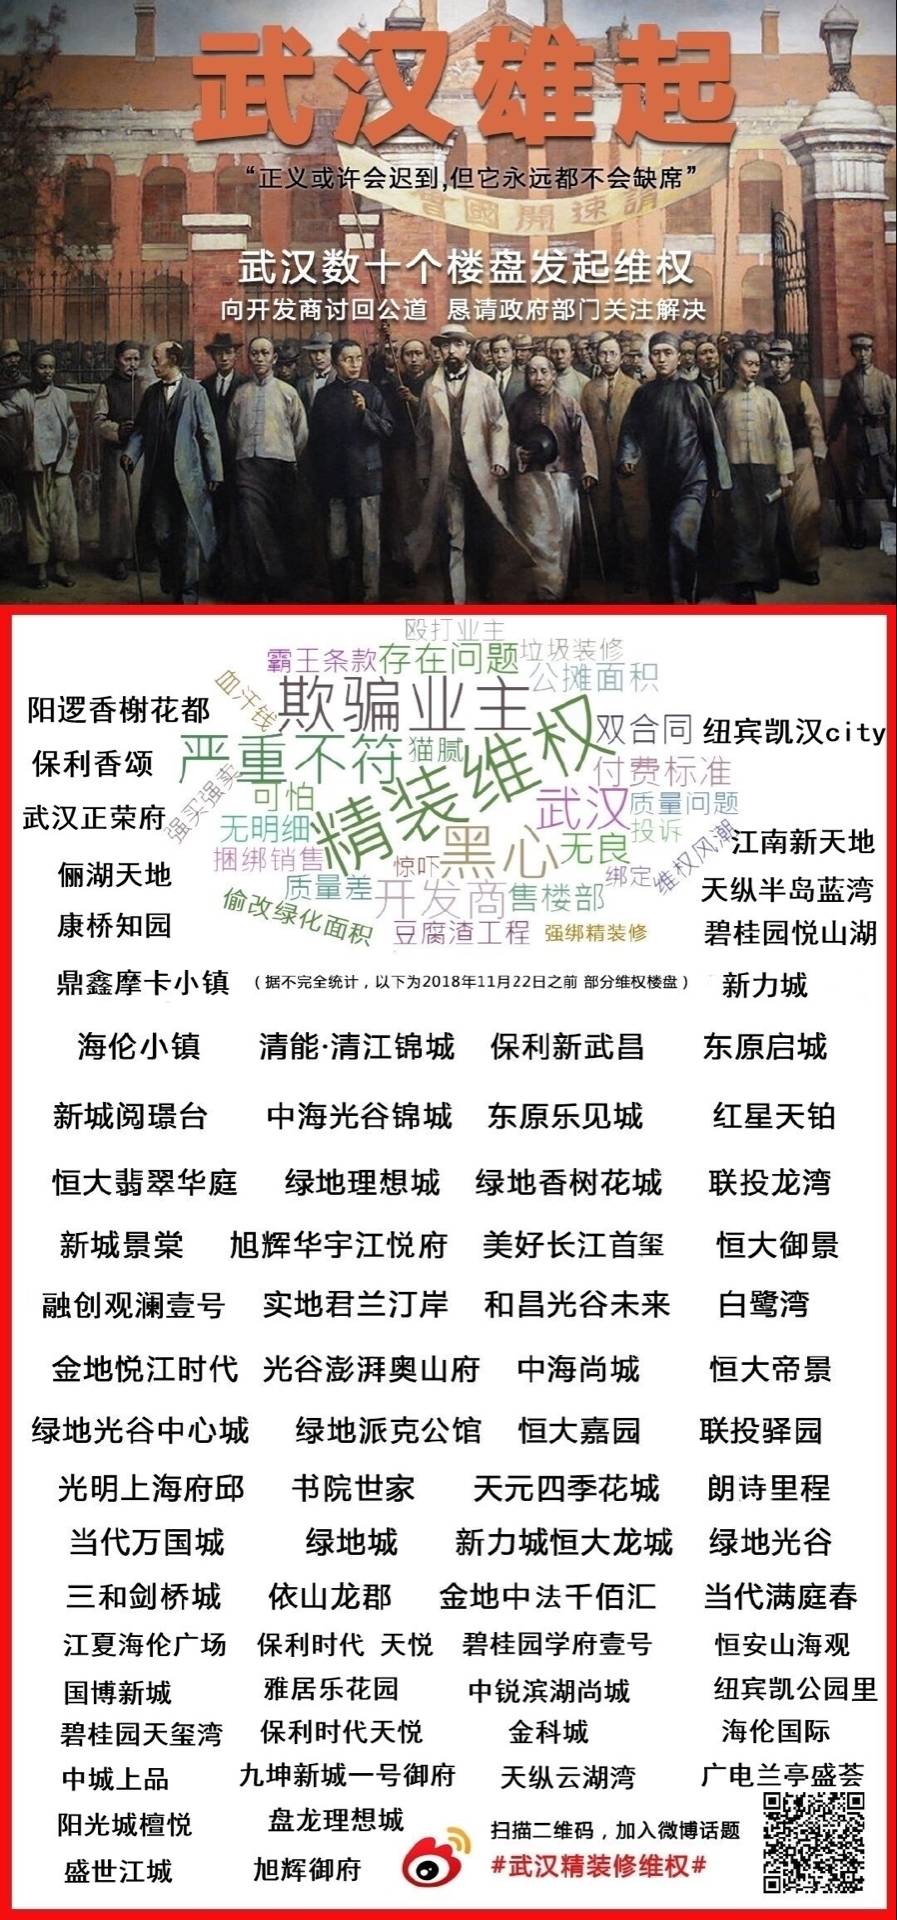 武汉雄起
“正义或许会迟到,但它永远都不会缺席”
會國開速請
武汉数十个楼盘发起维权
向开发商讨回公道 恳请政府部门关注解决
殴打业主
霸王条款 存在问题 垃圾装修
公摊面积
血汗钱 欺骗业主
双合同
严重不符 猫腻
付费标准
强买强卖 可怕 精装维权 武汉 质量问题
无明细 黑心 无良 投诉
捆绑销售 惊吓 绑定 维权风潮
质量差 开发商 售楼部
偷改绿化面积 豆腐渣工程 强绑精装修
阳逻香榭花都
保利香颂
武汉正荣府
俪湖天地
康桥知园
鼎鑫摩卡小镇
纽宾凯汉city
江南新天地
天纵半岛蓝湾
碧桂园悦山湖
新力城
（据不完全统计，以下为2018年11月22日之前 部分维权楼盘）
海伦小镇 清能·清江锦城 保利新武昌 东原启城
新城阅璟台 中海光谷锦城 东原乐见城 红星天铂
恒大翡翠华庭 绿地理想城 绿地香树花城 联投龙湾
新城景棠 旭辉华宇江悦府 美好长江首玺 恒大御景
融创观澜壹号 实地君兰汀岸 和昌光谷未来 白鹭湾
金地悦江时代 光谷澎湃奥山府 中海尚城 恒大帝景
绿地光谷中心城 绿地派克公馆 恒大嘉园 联投驿园
光明上海府邱 书院世家 天元四季花城 朗诗里程
当代万国城 绿地城 新力城恒大龙城 绿地光谷
三和剑桥城 依山龙郡 金地中法千佰汇 当代满庭春
江夏海伦广场 保利时代 天悦 碧桂园学府壹号 恒安山海观
国博新城 雅居乐花园 中锐滨湖尚城 纽宾凯公园里
碧桂园天玺湾 保利时代天悦 金科城 海伦国际
中城上品 九坤新城一号御府 天纵云湖湾 广电兰亭盛荟
阳光城檀悦 盘龙理想城
盛世江城 旭辉御府
扫描二维码，加入微博话题
#武汉精装修维权#